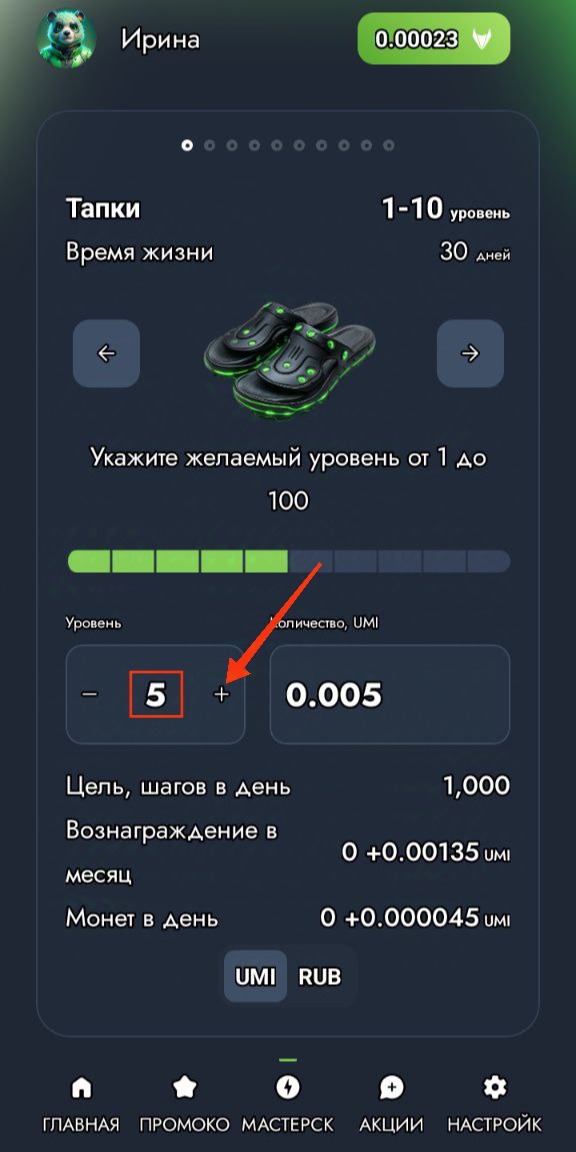 Ирина
0.00023
Тапки
1-10 уровень
Время жизни
30 дней
Укажите желаемый уровень от 1 до
100
Уровень
Количество, UMI
− 5 +
0.005
Цель, шагов в день
1,000
Вознаграждение в
месяц
0 +0.00135 UMI
Монет в день
0 +0.000045 UMI
UMI RUB
ГЛАВНАЯ ПРОМОКО МАСТЕРСК АКЦИИ НАСТРОЙК